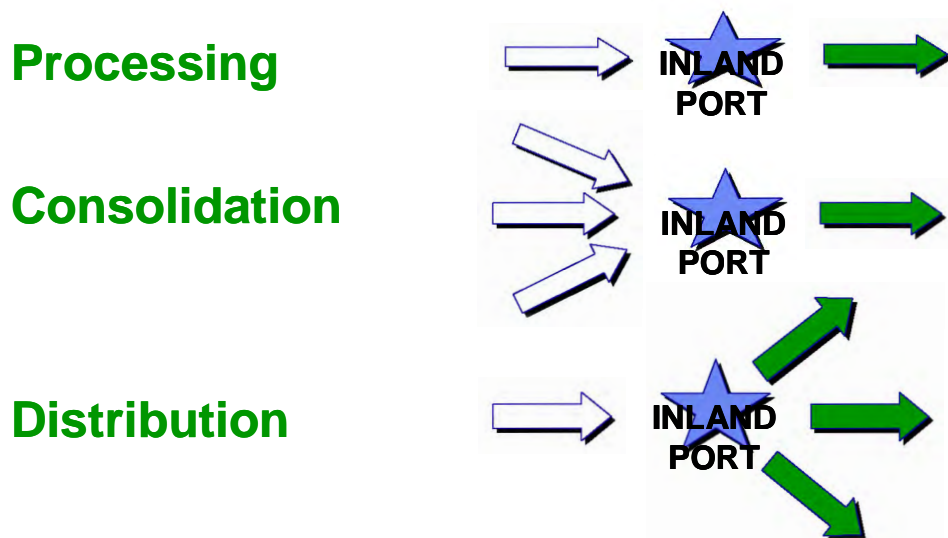 Processing
INLAND
PORT
Consolidation
INLAND
PORT
Distribution
INLAND
PORT